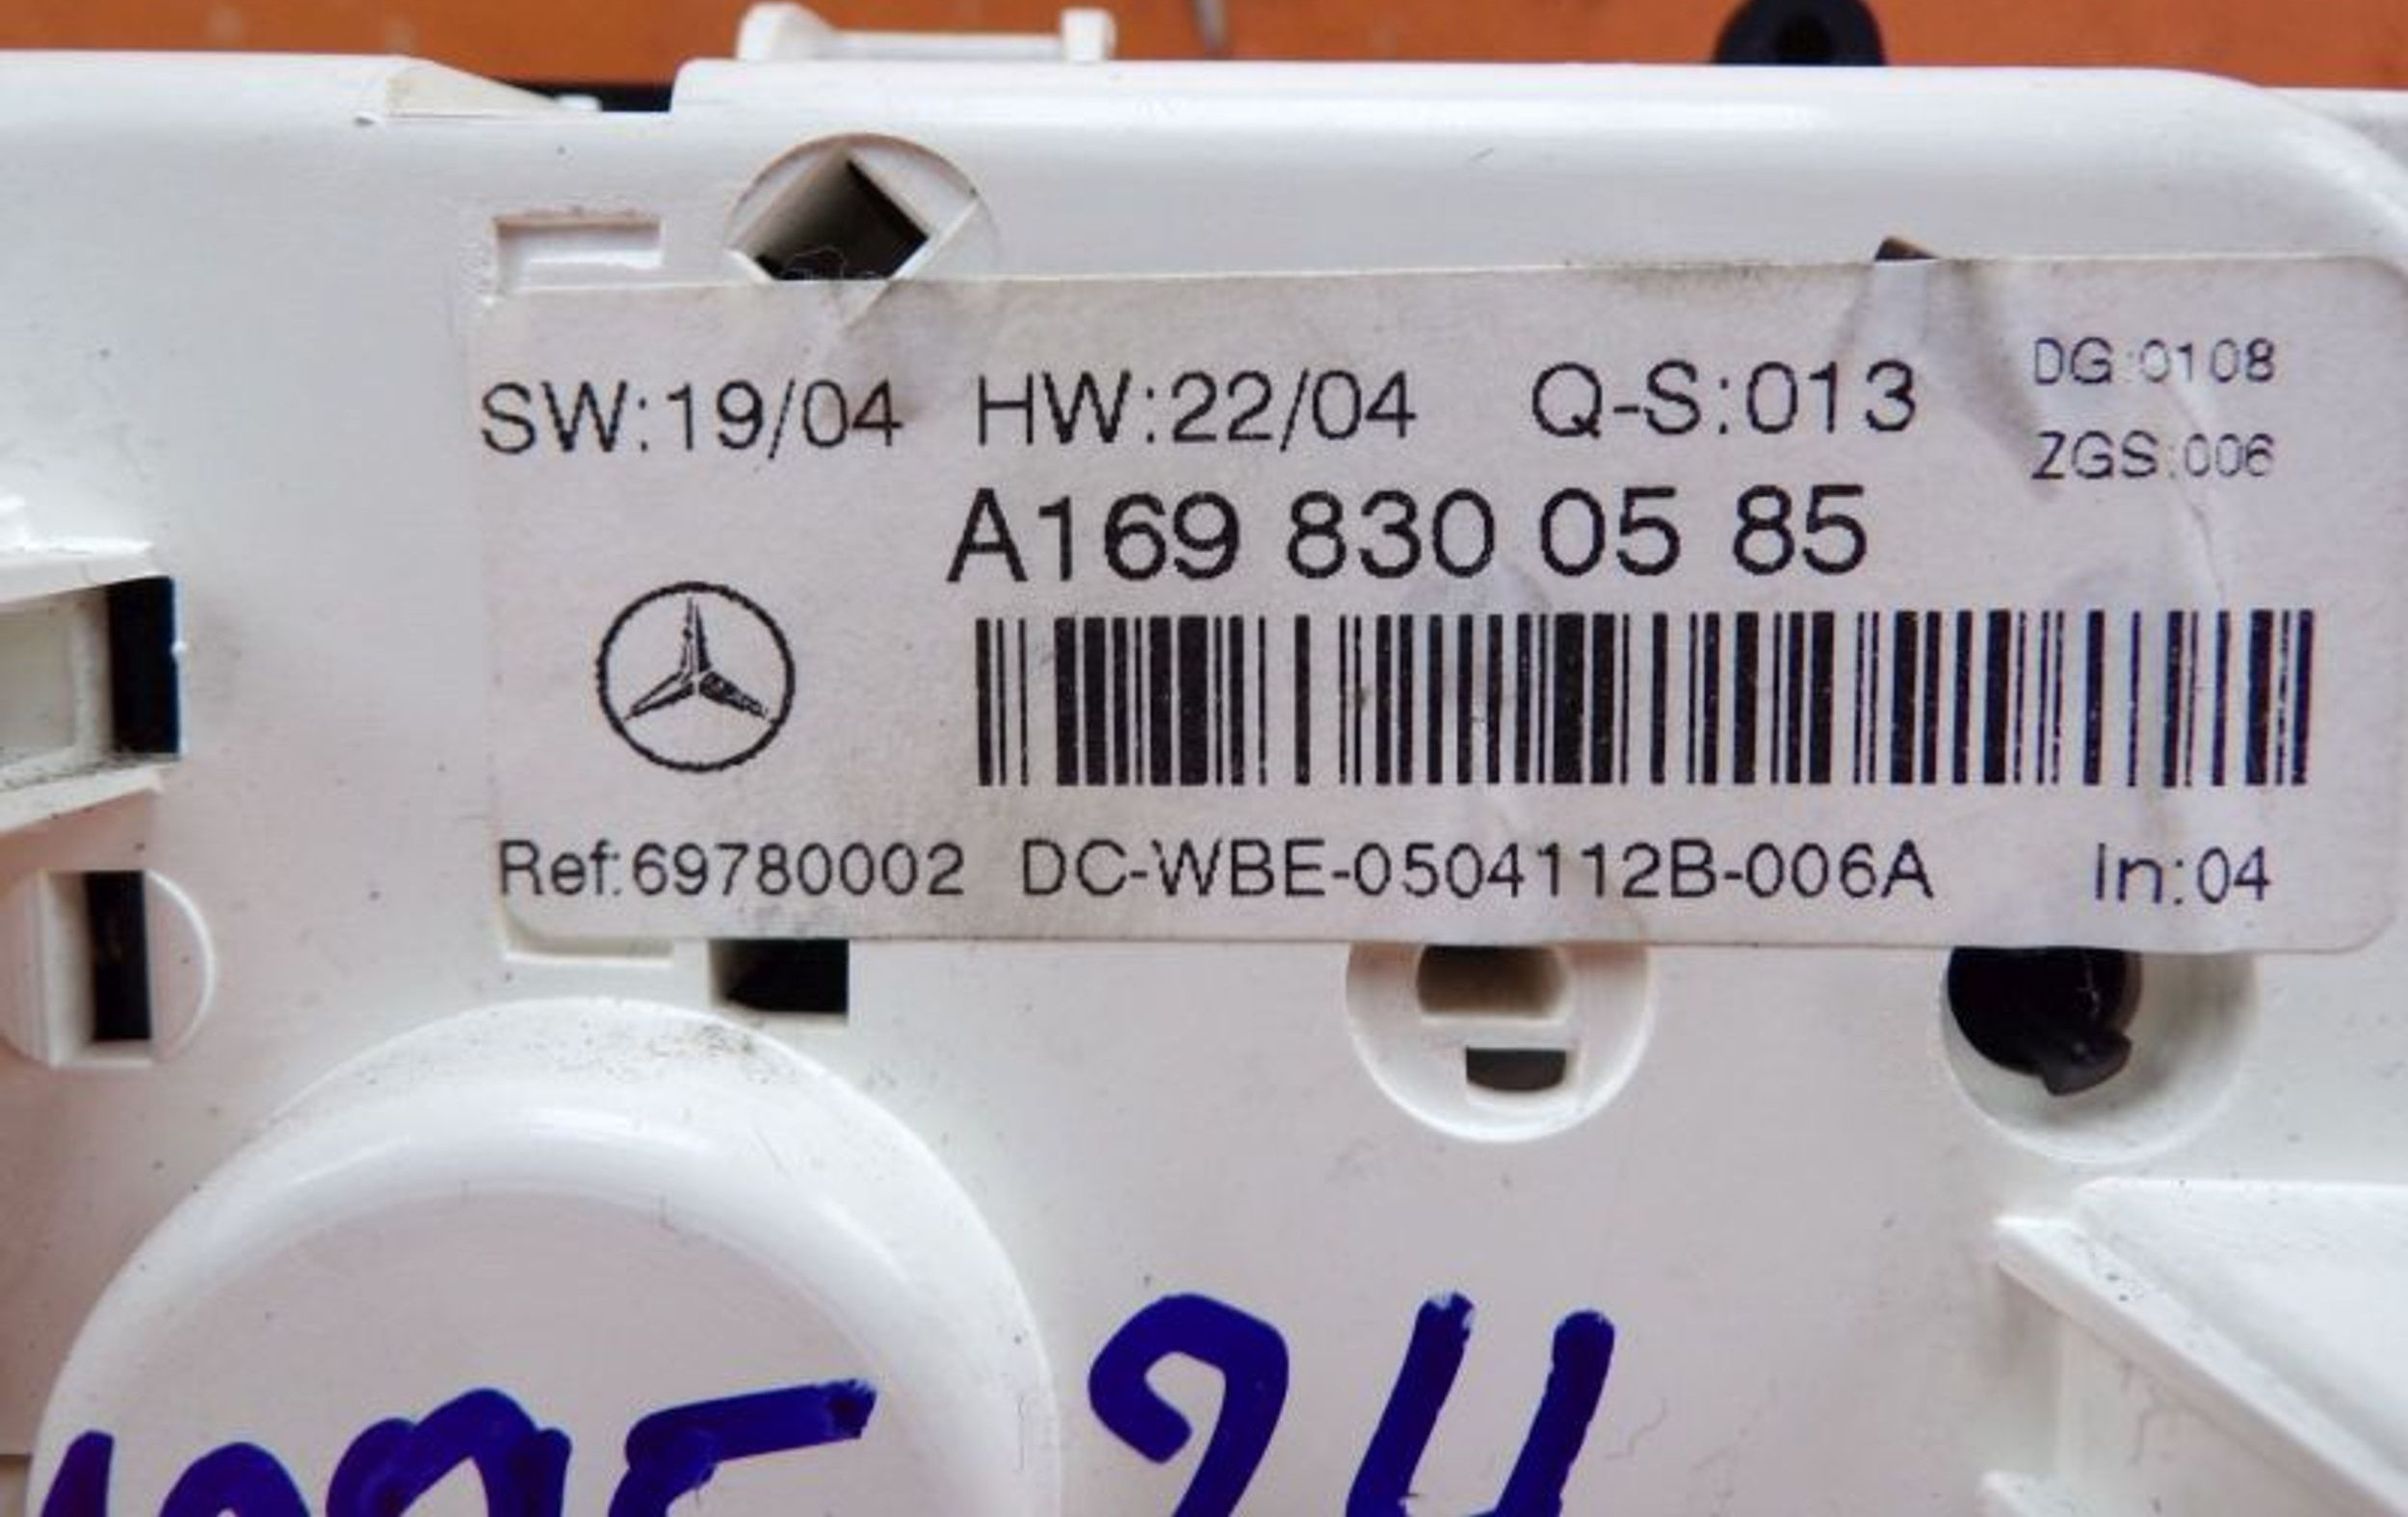 SW:19/04 HW:22/04 Q-S:013 DG:0108
ZGS:006
A169 830 05 85
Ref:69780002 DC-WBE-0504112B-006A In:04
24